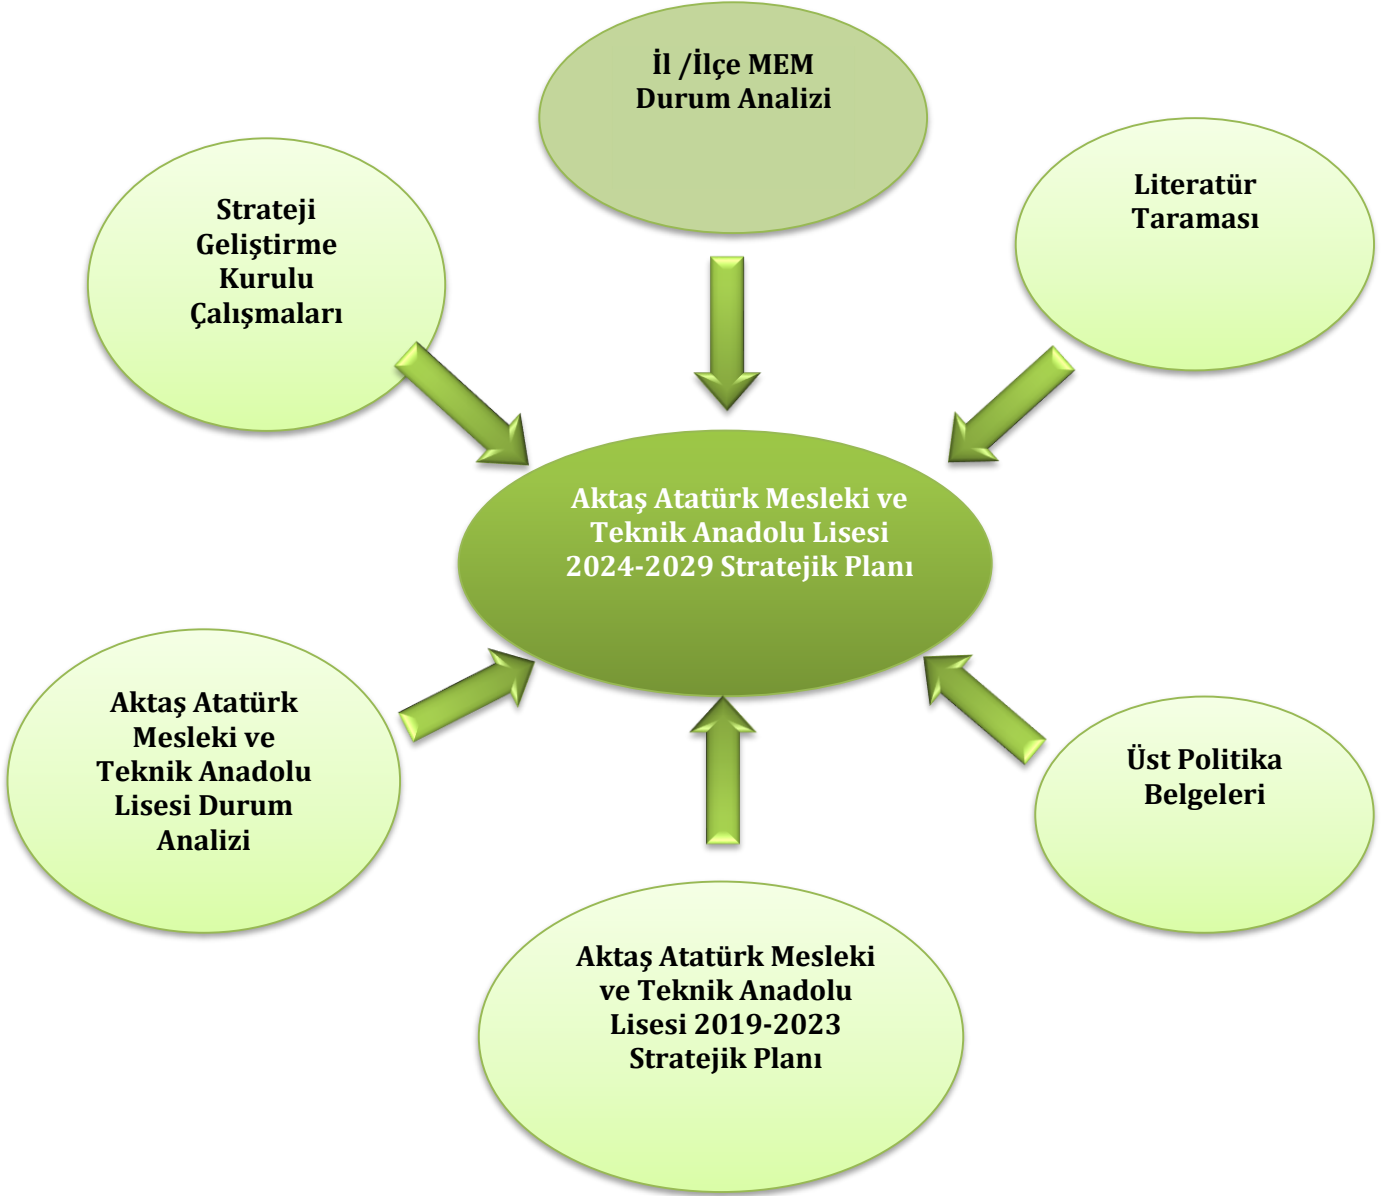 İl /İlçe MEM
Durum Analizi
Strateji
Geliştirme
Kurulu
Çalışmaları
Literatür
Taraması
Aktaş Atatürk Mesleki ve
Teknik Anadolu Lisesi
2024-2029 Stratejik Planı
Aktaş Atatürk
Mesleki ve
Teknik Anadolu
Lisesi Durum
Analizi
Üst Politika
Belgeleri
Aktaş Atatürk Mesleki
ve Teknik Anadolu
Lisesi 2019-2023
Stratejik Planı